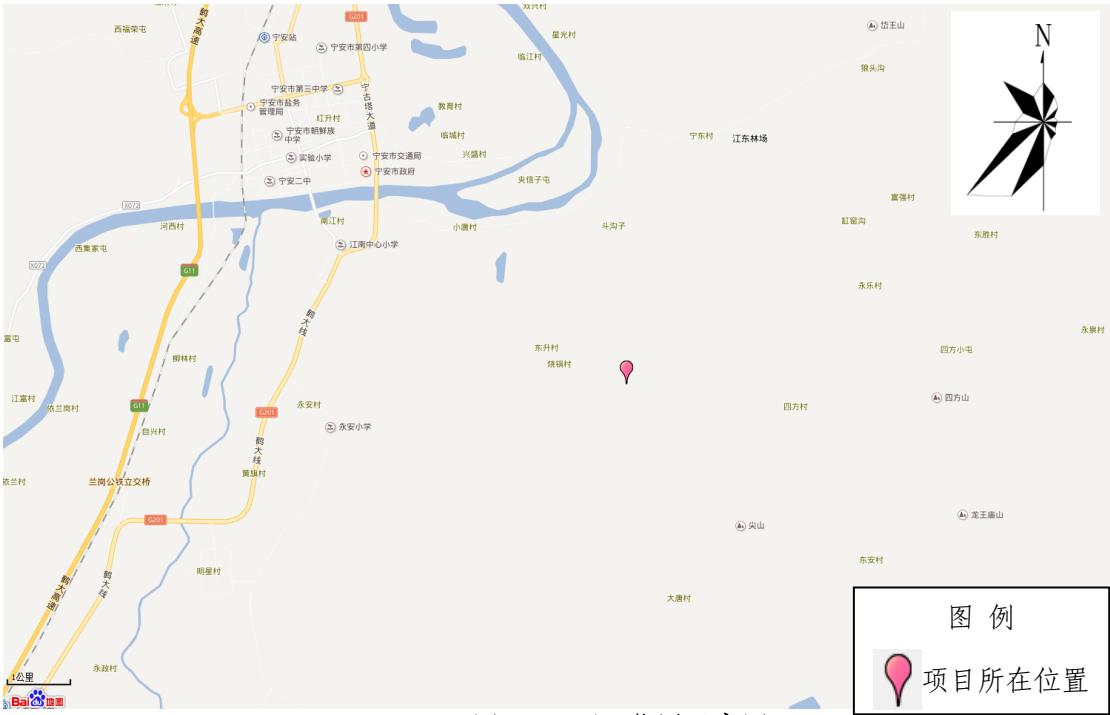 双兴村
西福荣屯
鹤大高速
G201
星光村
岱王山
N
宁安站
宁安市第四小学
临江村
狼头沟
宁安市第三中学
宁安市盐务
管理局
宁古塔大道
教育村
红升村
宁安市朝鲜族
中学
临城村
宁东村
江东林场
实验小学
宁安市交通局
兴盛村
宁安市政府
宁安二中
夹信子屯
X072
富强村
河西村
南江村
小唐村
斗沟子
缸窑沟
东胜村
西集家屯
江南中心小学
X072
G11
永乐村
鹤大线
永泉村
富屯
东升村
四方小屯
柳林村
烧锅村
江富村
依兰岗村
G11
G201
永安村
四方村
四方山
自兴村
永安小学
鹤大线
黄旗村
依兰村
兰岗公铁立交桥
G201
尖山
龙王庙山
东安村
明星村
鹤大高速
鹤大线
大唐村
图 例
永政村
1公里
项目所在位置
Bai地图